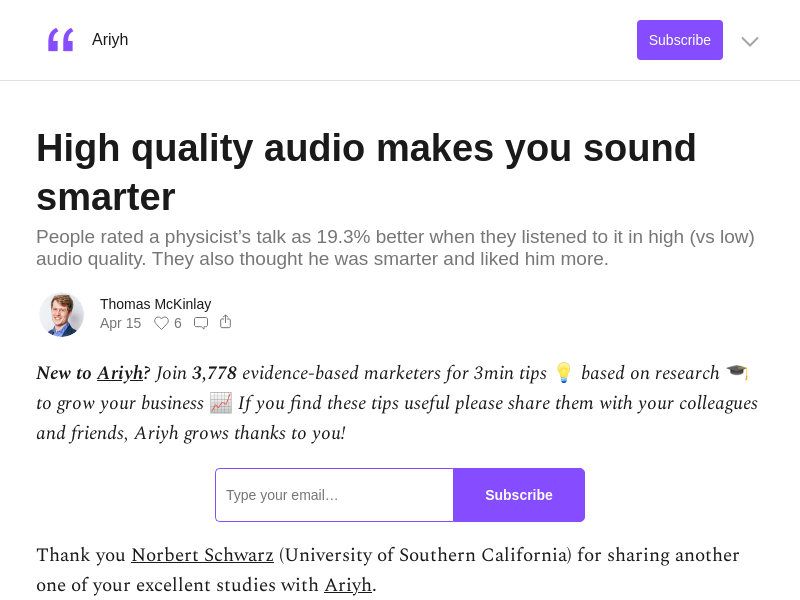 Ariyh
Subscribe
High quality audio makes you sound
smarter
People rated a physicist’s talk as 19.3% better when they listened to it in high (vs low)
audio quality. They also thought he was smarter and liked him more.
Thomas McKinlay
Apr 15 6
New to Ariyh? Join 3,778 evidence-based marketers for 3min tips 💡 based on research 🎓
to grow your business 📈 If you find these tips useful please share them with your colleagues
and friends, Ariyh grows thanks to you!
Type your email…
Subscribe
Thank you Norbert Schwarz (University of Southern California) for sharing another
one of your excellent studies with Ariyh.